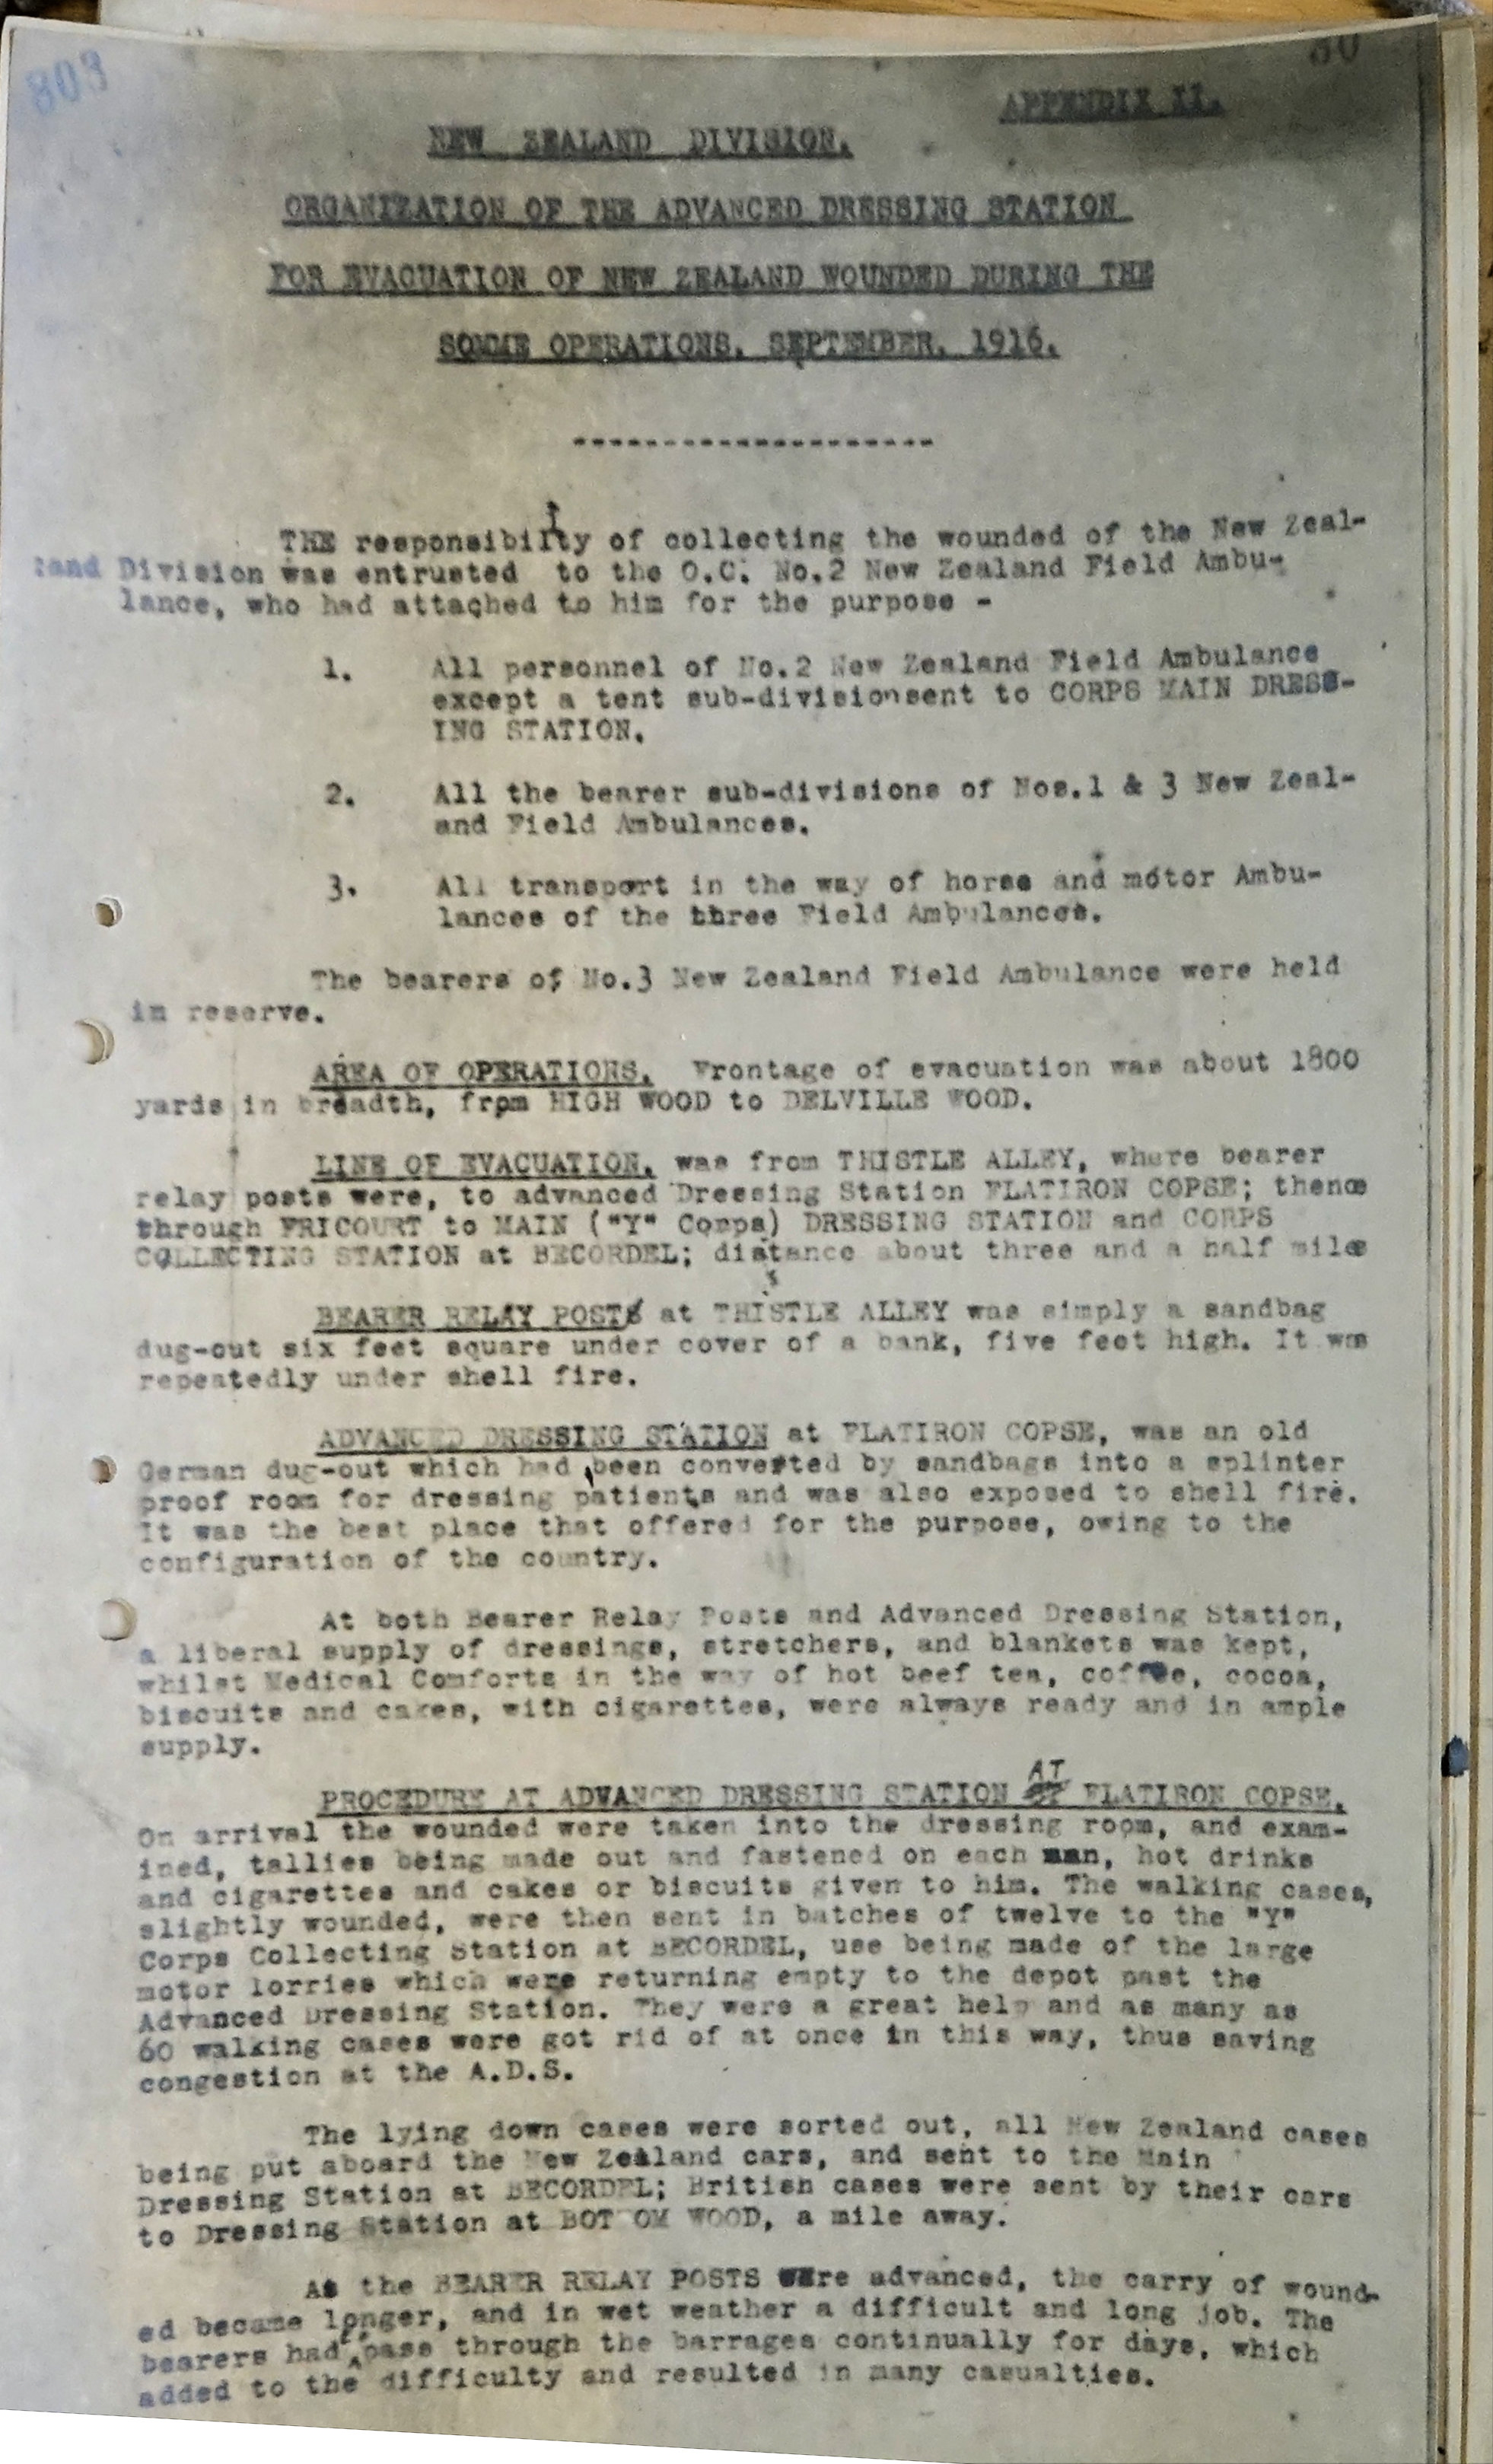 803
80
APPENDIX II.
NEW ZEALAND DIVISION.
ORGANIZATION OF THE ADVANCED DRESSING STATION
FOR EVACUATION OF NEW ZEALAND WOUNDED DURING THE
SOMME OPERATIONS. SEPTEMBER. 1916.
--------------------
THE responsibility of collecting the wounded of the New Zeal-
and Division was entrusted to the O.C. No.2 New Zealand Field Ambu-
lance, who had attached to him for the purpose -
1. All personnel of No.2 New Zealand Field Ambulance
except a tent sub-division sent to CORPS MAIN DRESS-
ING STATION.
2. All the bearer sub-divisions of Nos.1 & 3 New Zeal-
and Field Ambulances.
3. All transport in the way of horse and motor Ambu-
lances of the three Field Ambulances.
The bearers of No.3 New Zealand Field Ambulance were held
in reserve.
AREA OF OPERATIONS. Frontage of evacuation was about 1800
yards in breadth, from HIGH WOOD to DELVILLE WOOD.
LINE OF EVACUATION. was from THISTLE ALLEY, where bearer
relay posts were, to advanced Dressing Station FLATIRON COPSE; thence
through FRICOURT to MAIN ("Y" Corps) DRESSING STATION and CORPS
COLLECTING STATION at BECORDEL; distance about three and a half miles
BEARER RELAY POSTS at THISTLE ALLEY was simply a sandbag
dug-out six feet square under cover of a bank, five feet high. It was
repeatedly under shell fire.
ADVANCED DRESSING STATION at FLATIRON COPSE, was an old
German dug-out which had been converted by sandbags into a splinter
proof room for dressing patients and was also exposed to shell fire.
It was the best place that offered for the purpose, owing to the
configuration of the country.
At both Bearer Relay Posts and Advanced Dressing Station,
a liberal supply of dressings, stretchers, and blankets was kept,
whilst Medical Comforts in the way of hot beef tea, coffee, cocoa,
biscuits and cakes, with cigarettes, were always ready and in ample
supply.
PROCEDURE AT ADVANCED DRESSING STATION AT FLATIRON COPSE.
On arrival the wounded were taken into the dressing room, and exam-
ined, tallies being made out and fastened on each man, hot drinks
and cigarettes and cakes or biscuits given to him. The walking cases,
slightly wounded, were then sent in batches of twelve to the "Y"
Corps Collecting Station at BECORDEL, use being made of the large
motor lorries which were returning empty to the depot past the
Advanced Dressing Station. They were a great help and as many as
60 walking cases were got rid of at once in this way, thus saving
congestion at the A.D.S.
The lying down cases were sorted out, all New Zealand cases
being put aboard the New Zealand cars, and sent to the Main
Dressing Station at BECORDEL; British cases were sent by their cars
to Dressing Station at BOTTOM WOOD, a mile away.
As the BEARER RELAY POSTS were advanced, the carry of wound-
ed became longer, and in wet weather a difficult and long job. The
bearers had to pass through the barrages continually for days, which
added to the difficulty and resulted in many casualties.